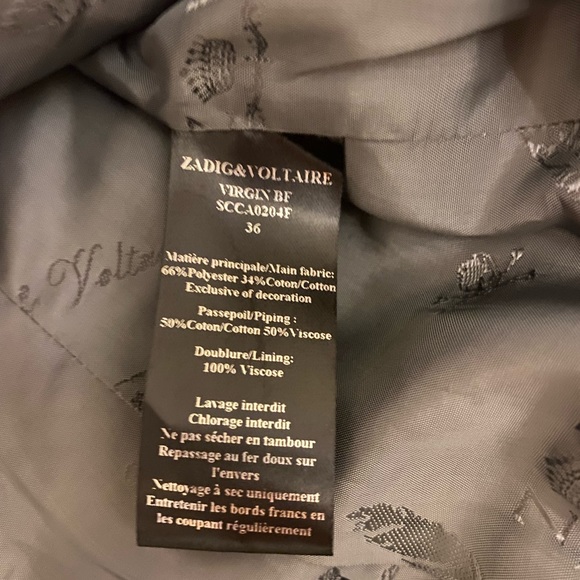 ZADIG&VOLTAIRE
VIRGIN BF
SCCA0204F
36
Matière principale/Main fabric:
66%Polyester 34%Coton/Cotton
Exclusive of decoration
Passepoil/Piping :
50%Coton/Cotton 50%Viscose
Doublure/Lining:
100% Viscose
Lavage interdit
Chlorage interdit
Ne pas sécher en tambour
Repassage au fer doux sur
l'envers
Nettoyage à sec uniquement
Entretenir les bords francs en
les coupant régulièrement